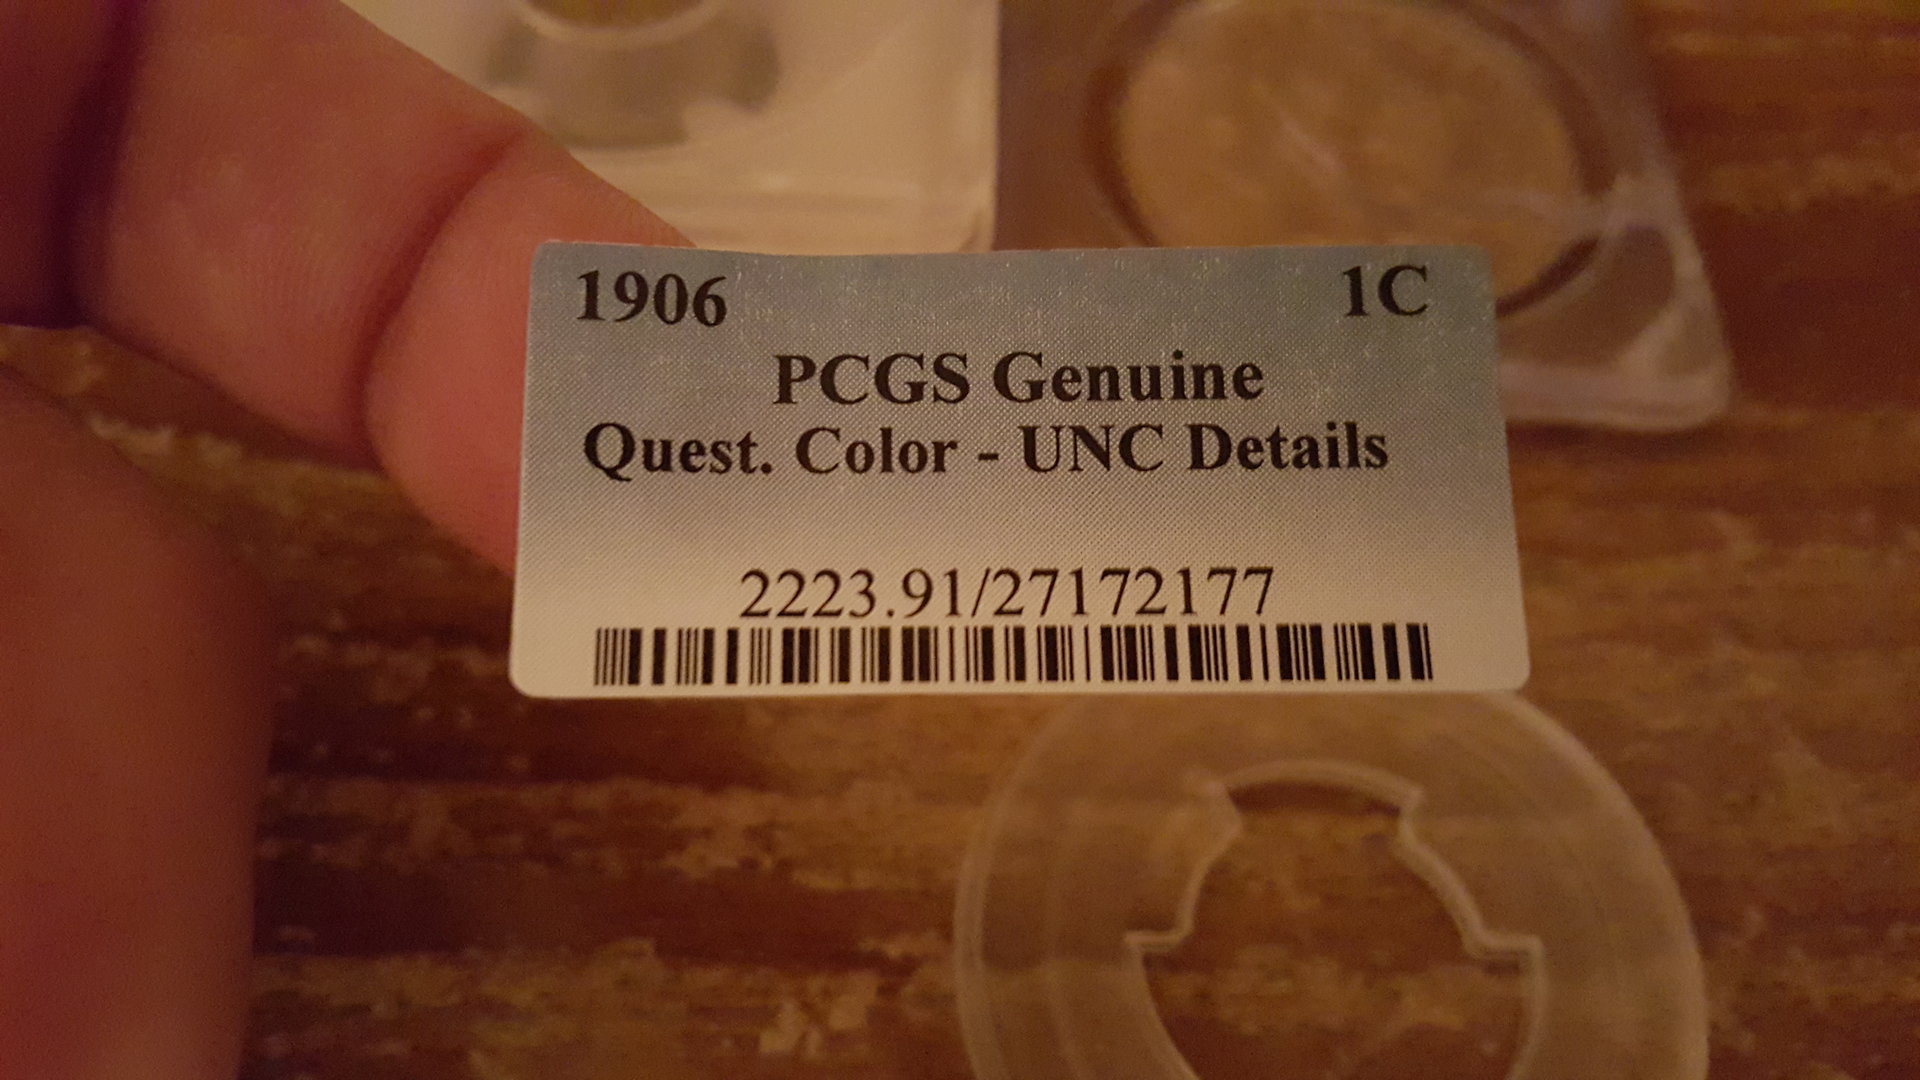 1906 1C
PCGS Genuine
Quest. Color - UNC Details
2223.91/27172177